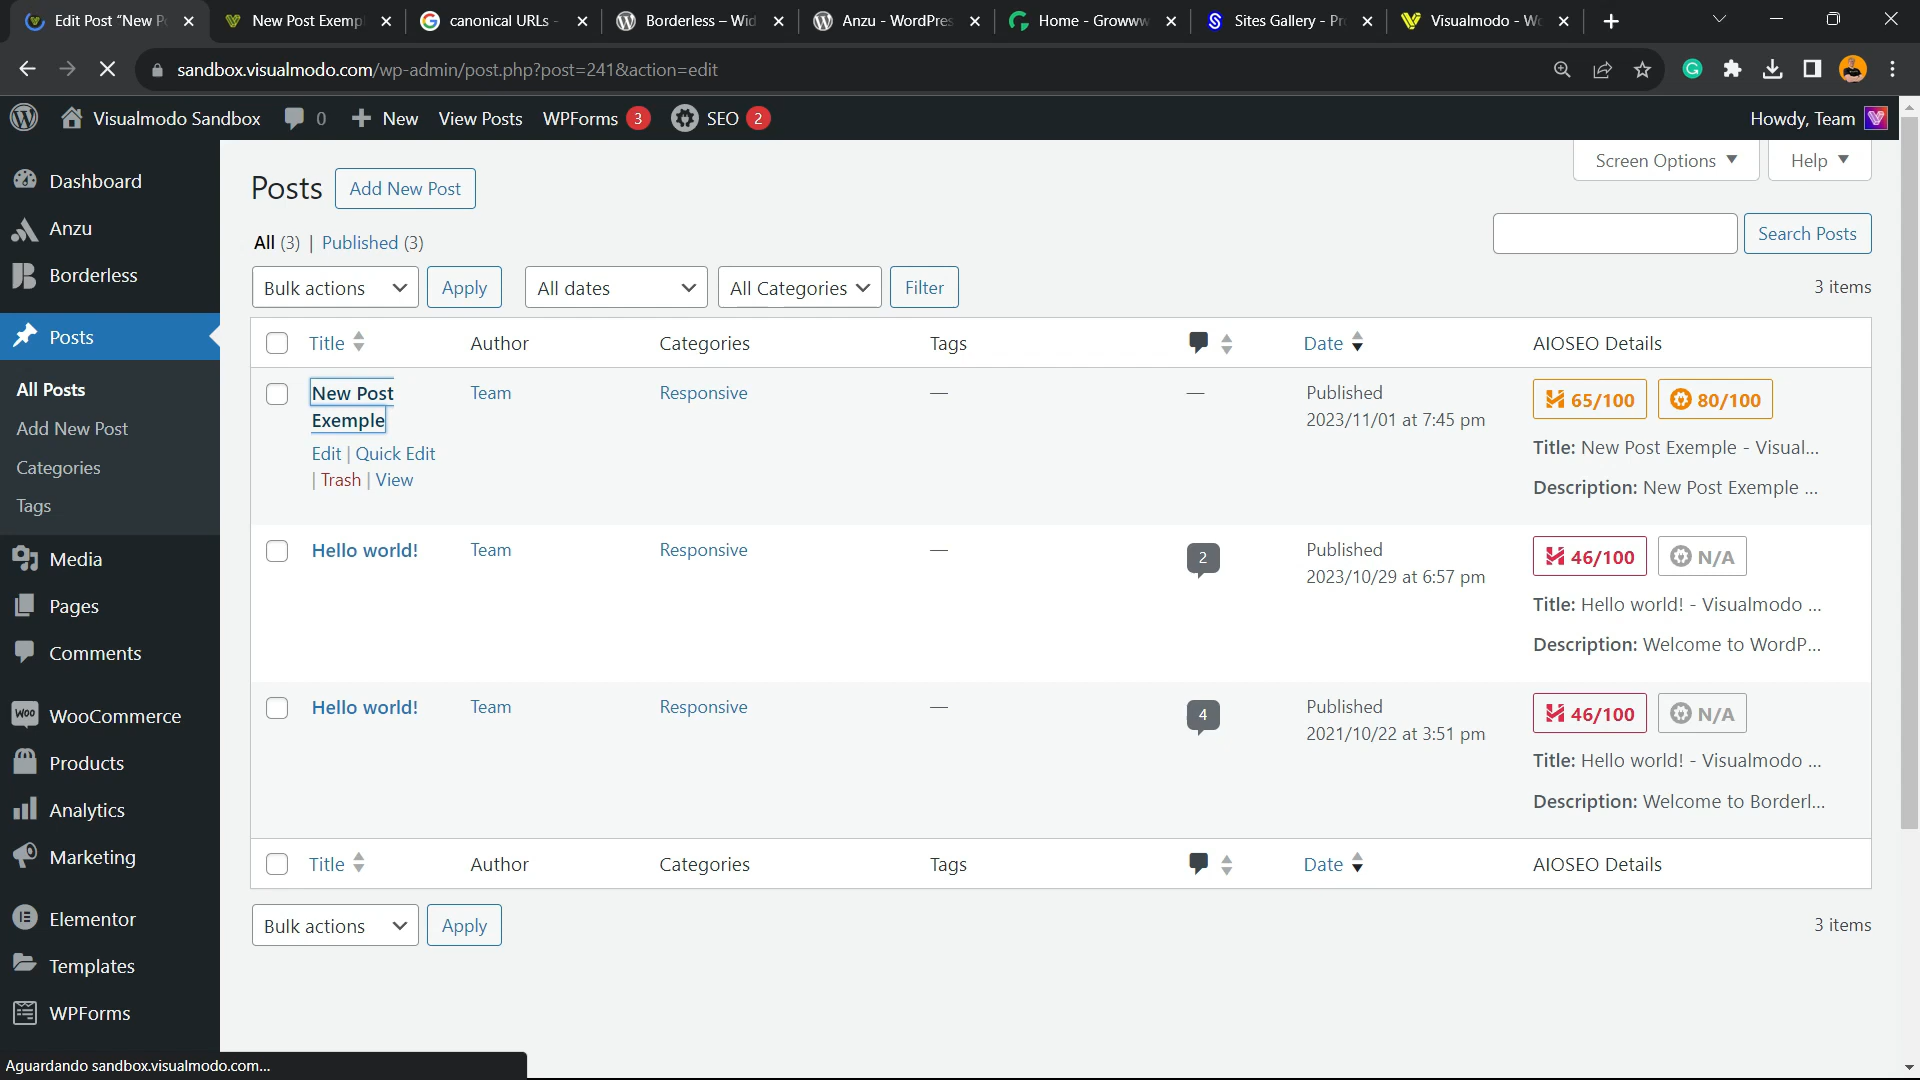 Edit Post “New Po
New Post Exempl
canonical URLs -
Borderless – Wid
Anzu - WordPres
Home - Growww
Sites Gallery - Pr
Visualmodo - Wo
sandbox.visualmodo.com/wp-admin/post.php?post=241&action=edit
Visualmodo Sandbox 0 New View Posts WPForms 3 SEO 2 Howdy, Team
Screen Options Help
Posts Add New Post
All (3) | Published (3)
Search Posts
Bulk actions Apply All dates All Categories Filter 3 items
Title Author Categories Tags Date AIOSEO Details
New Post Team Responsive — — Published 65/100 80/100
Exemple 2023/11/01 at 7:45 pm
Edit | Quick Edit Title: New Post Exemple - Visual...
| Trash | View
Description: New Post Exemple ...
Hello world! Team Responsive — 2 Published 46/100 N/A
2023/10/29 at 6:57 pm
Title: Hello world! - Visualmodo ...
Description: Welcome to WordP...
Hello world! Team Responsive — 4 Published 46/100 N/A
2021/10/22 at 3:51 pm
Title: Hello world! - Visualmodo ...
Description: Welcome to Borderl...
Title Author Categories Tags Date AIOSEO Details
Bulk actions Apply 3 items
Dashboard
Anzu
Borderless
Posts
All Posts
Add New Post
Categories
Tags
Media
Pages
Comments
Woo WooCommerce
Products
Analytics
Marketing
Elementor
Templates
WPForms
Aguardando sandbox.visualmodo.com...